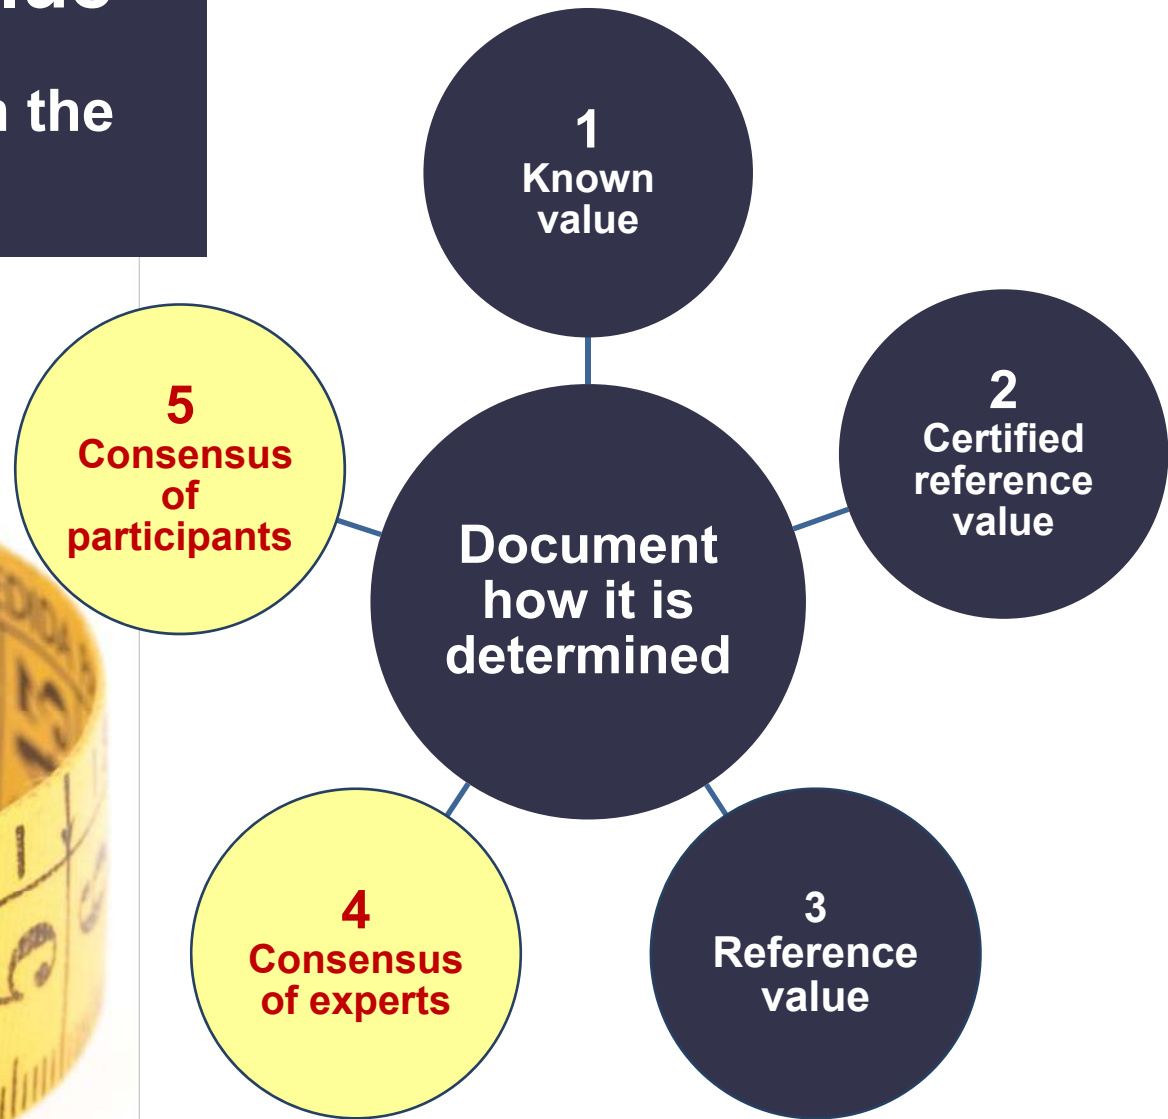 the
1
Known
value
2
Certified
reference
value
5
Consensus
of
participants
Document
how it is
determined
4
Consensus
of experts
3
Reference
value
13